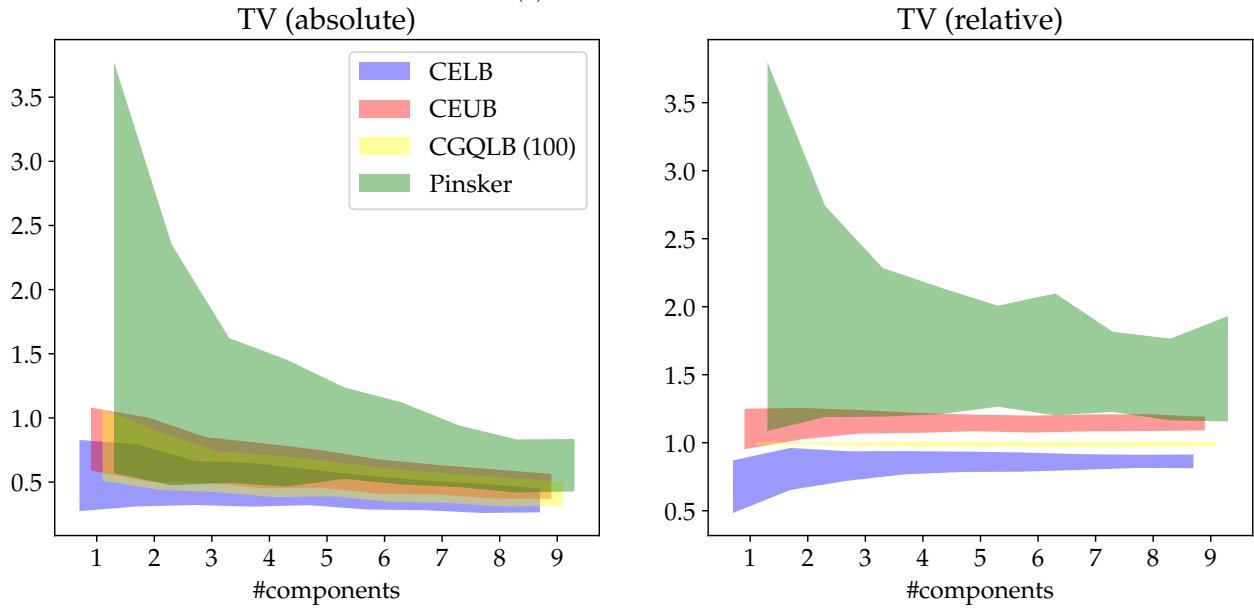 TV (absolute)
3.5
3.0
2.5
2.0
1.5
1.0
0.5
CELB
CEUB
CGQLB (100)
Pinsker
1 2 3 4 5 6 7 8 9
#components
TV (relative)
3.5
3.0
2.5
2.0
1.5
1.0
0.5
1 2 3 4 5 6 7 8 9
#components